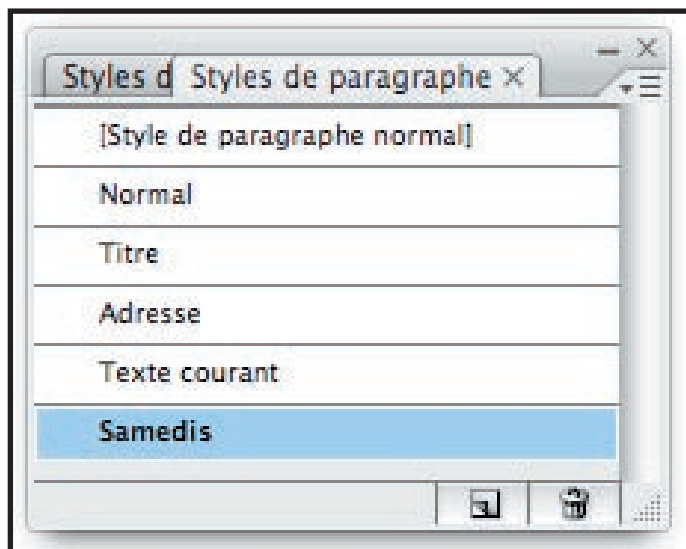 Styles d Styles de paragraphe
[Style de paragraphe normal]
Normal
Titre
Adresse
Texte courant
Samedis